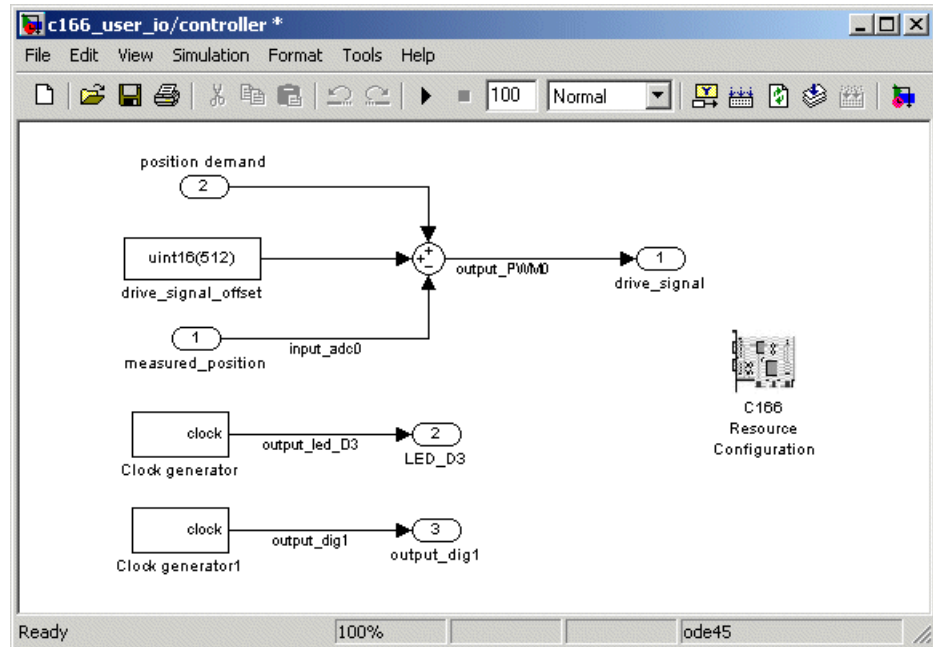 c166_user_io/controller *
File Edit View Simulation Format Tools Help
100 Normal
position demand
2
uint16(512)
drive_signal_offset
output_PWM0
1
drive_signal
1
measured_position
input_adc0
C166
Resource
Configuration
clock
Clock generator
output_led_D3
2
LED_D3
clock
Clock generator1
output_dig1
3
output_dig1
Ready 100% ode45